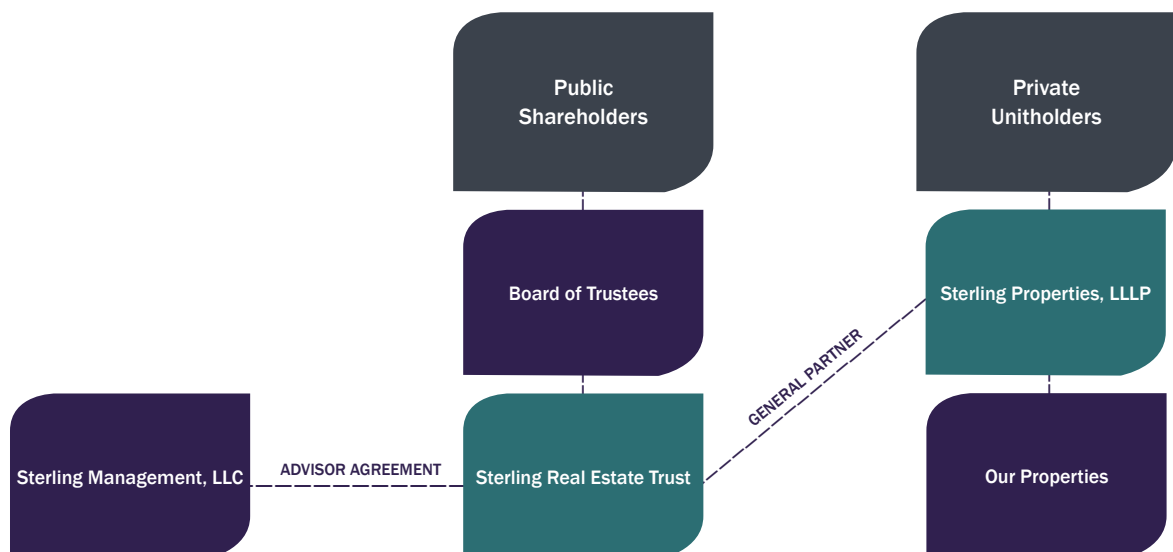 Public
Shareholders
Private
Unitholders
Board of Trustees
Sterling Properties, LLLP
GENERAL PARTNER
Sterling Management, LLC
ADVISOR AGREEMENT
Sterling Real Estate Trust
Our Properties